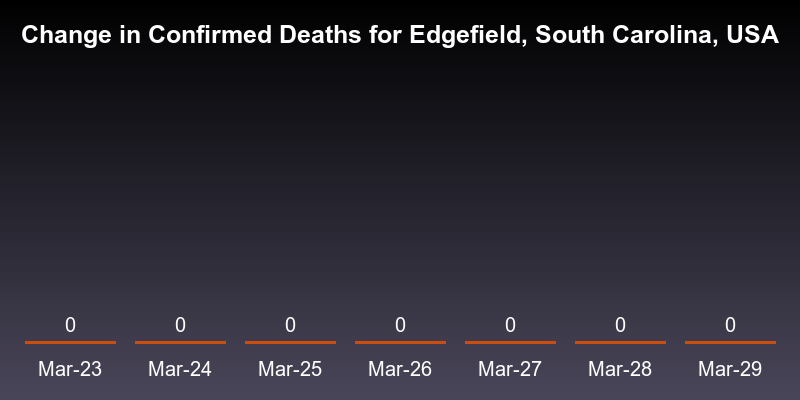 Change in Confirmed Deaths for Edgefield, South Carolina, USA
0 0 0 0 0 0 0
Mar-23 Mar-24 Mar-25 Mar-26 Mar-27 Mar-28 Mar-29